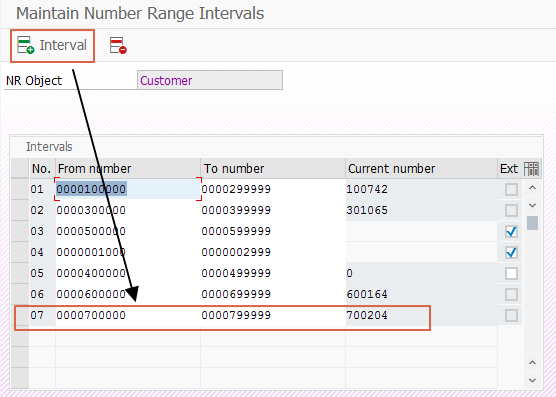 Maintain Number Range Intervals
Interval
NR Object Customer
Intervals
No. From number To number Current number Ext
01 0000100000 0000299999 100742
02 0000300000 0000399999 301065
03 0000500000 0000599999
04 0000001000 0000002999
05 0000400000 0000499999 0
06 0000600000 0000699999 600164
07 0000700000 0000799999 700204